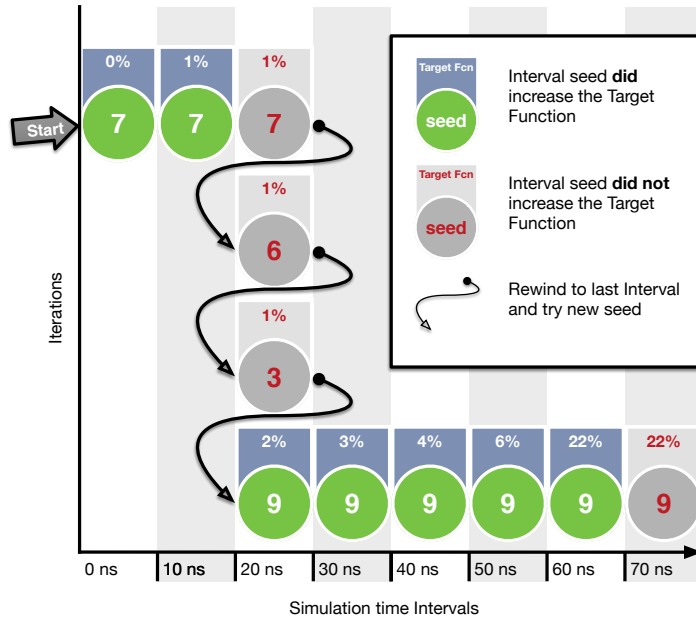 0% 1% 1%
Start 7 7 7
1%
6
1%
3
2% 3% 4% 6% 22% 22%
9 9 9 9 9 9
Target Fcn
seed
Interval seed did
increase the Target
Function
Target Fcn
seed
Interval seed did not
increase the Target
Function
Rewind to last Interval
and try new seed
Iterations
0 ns 10 ns 20 ns 30 ns 40 ns 50 ns 60 ns 70 ns
Simulation time Intervals